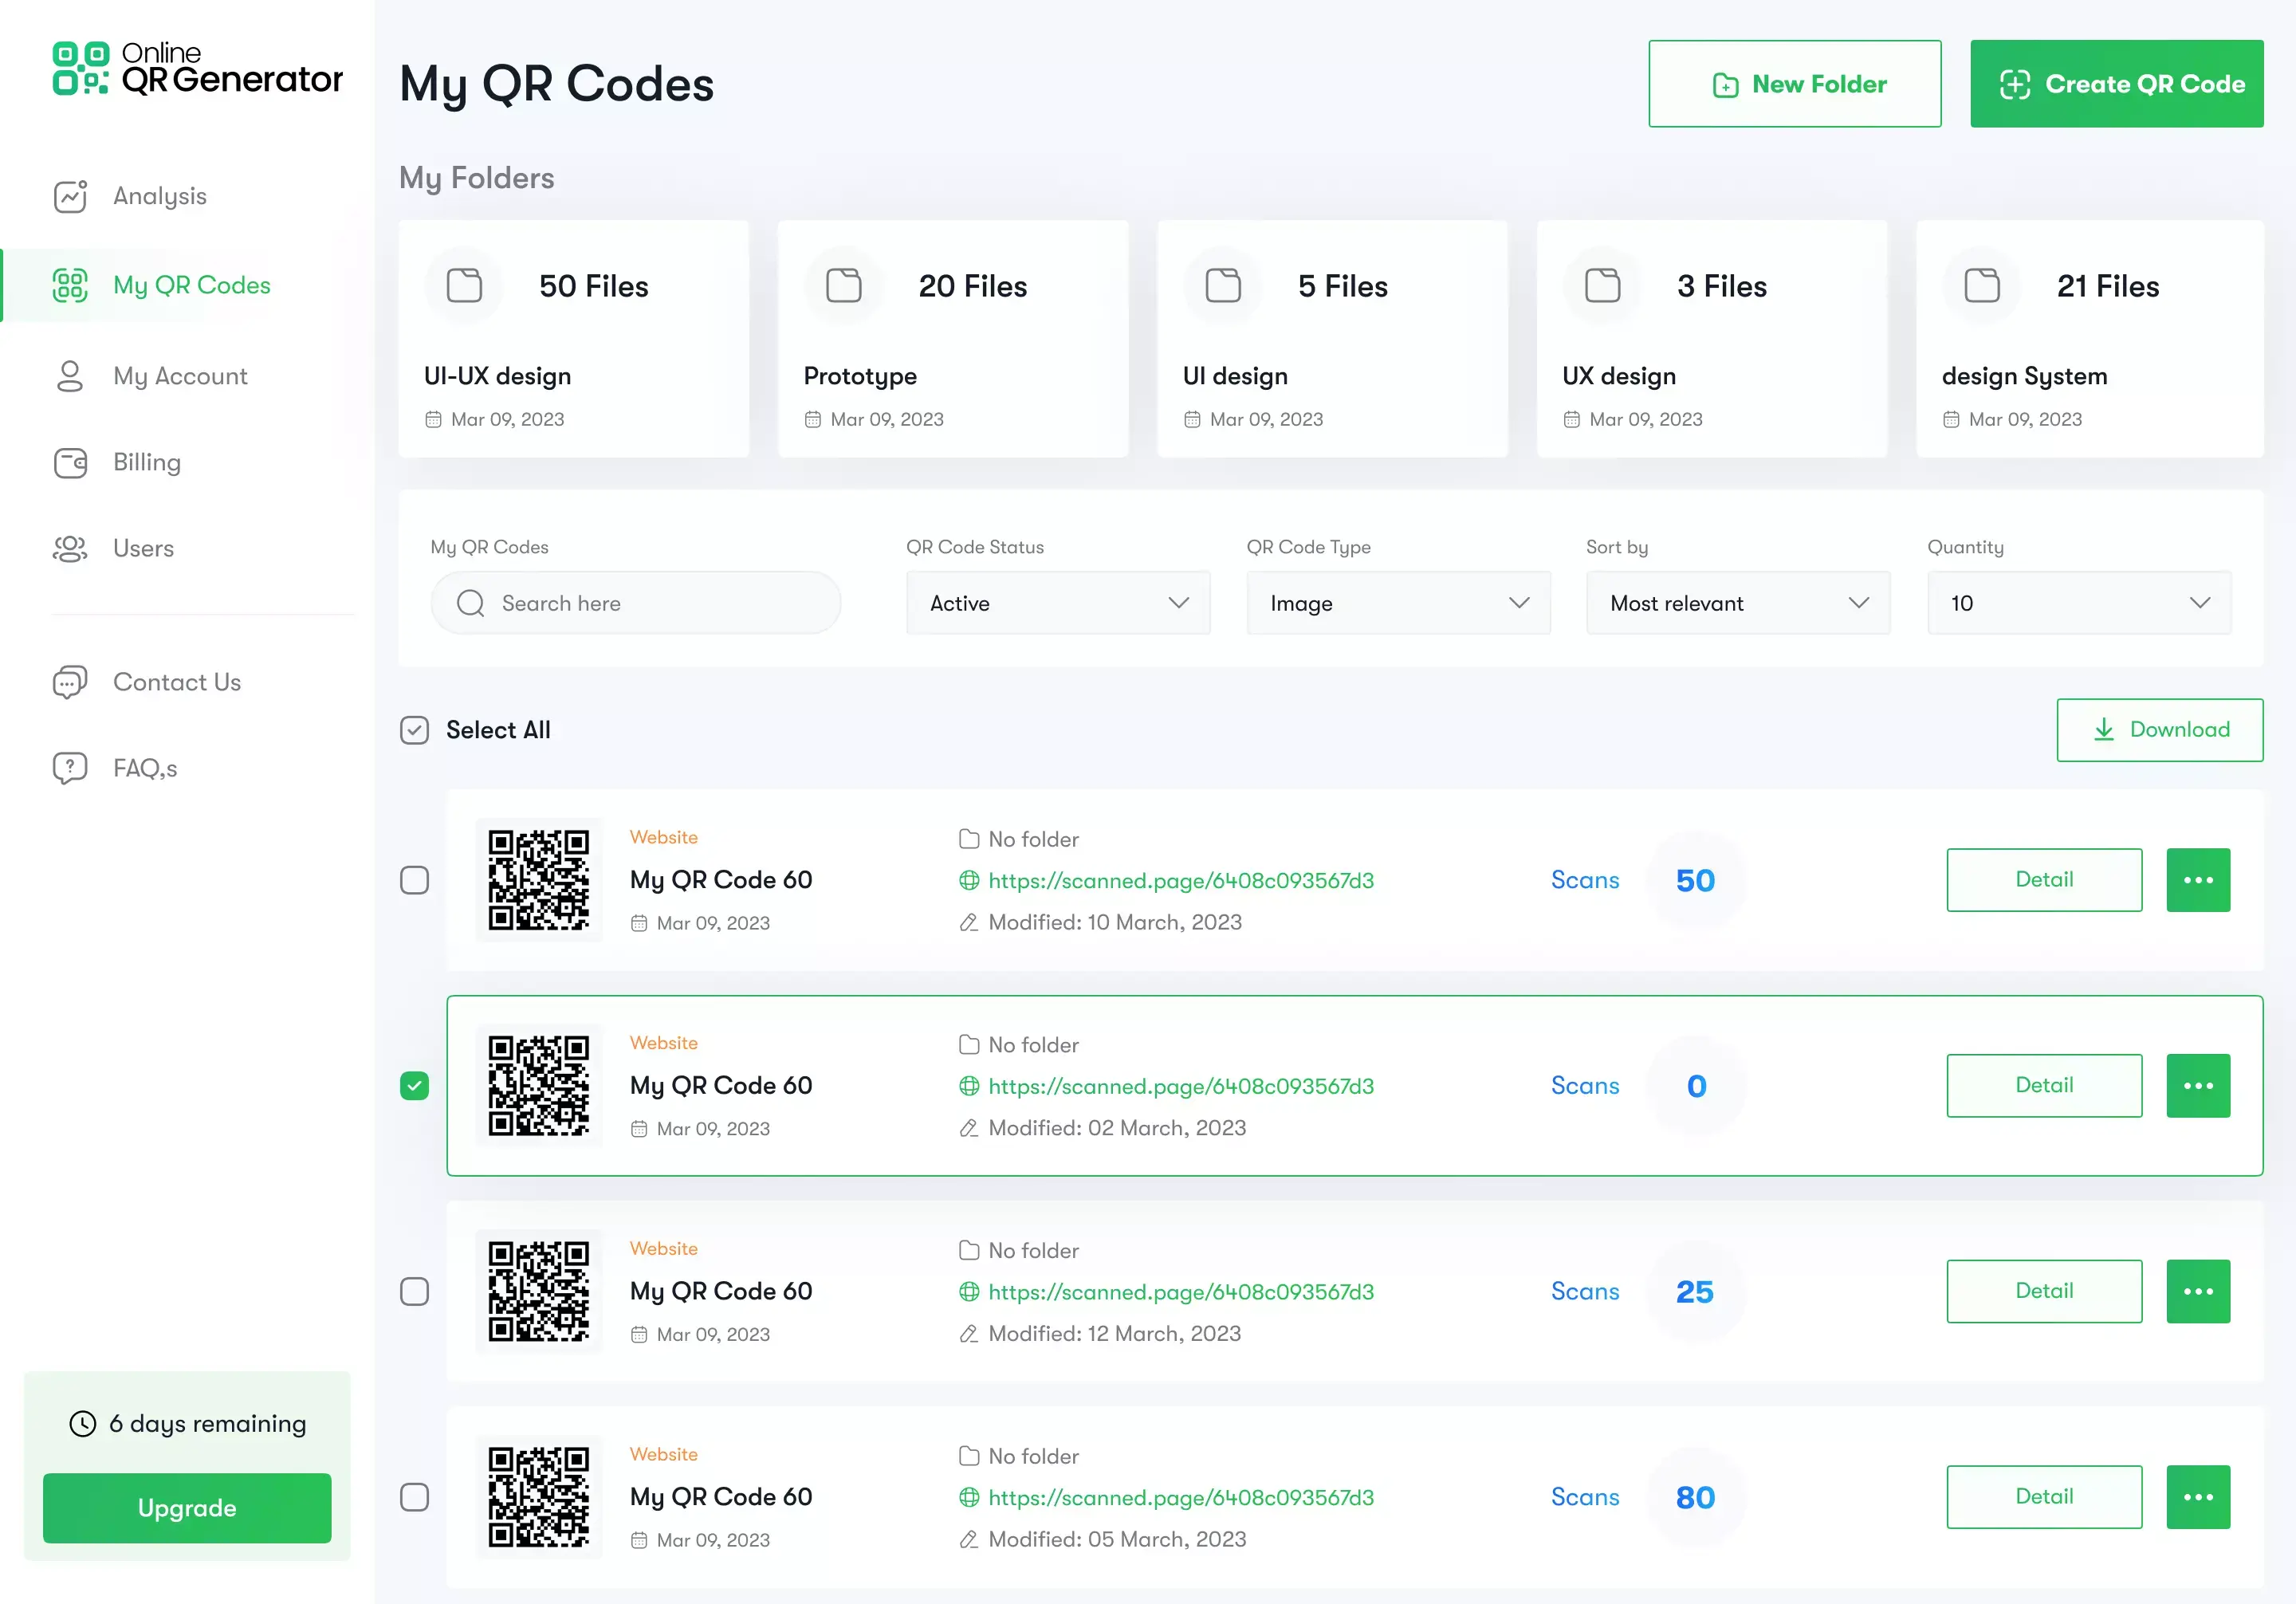 Online
QR Generator
Analysis
My QR Codes
My Account
Billing
Users
Contact Us
FAQ,s
6 days remaining
Upgrade
My QR Codes
New Folder
Create QR Code
My Folders
50 Files
UI-UX design
Mar 09, 2023
20 Files
Prototype
Mar 09, 2023
5 Files
UI design
Mar 09, 2023
3 Files
UX design
Mar 09, 2023
21 Files
design System
Mar 09, 2023
My QR Codes
Search here
QR Code Status
Active
QR Code Type
Image
Sort by
Most relevant
Quantity
10
Select All
Download
Website
My QR Code 60
Mar 09, 2023
No folder
https://scanned.page/6408c093567d3
Modified: 10 March, 2023
Scans
50
Detail
Website
My QR Code 60
Mar 09, 2023
No folder
https://scanned.page/6408c093567d3
Modified: 02 March, 2023
Scans
0
Detail
Website
My QR Code 60
Mar 09, 2023
No folder
https://scanned.page/6408c093567d3
Modified: 12 March, 2023
Scans
25
Detail
Website
My QR Code 60
Mar 09, 2023
No folder
https://scanned.page/6408c093567d3
Modified: 05 March, 2023
Scans
80
Detail